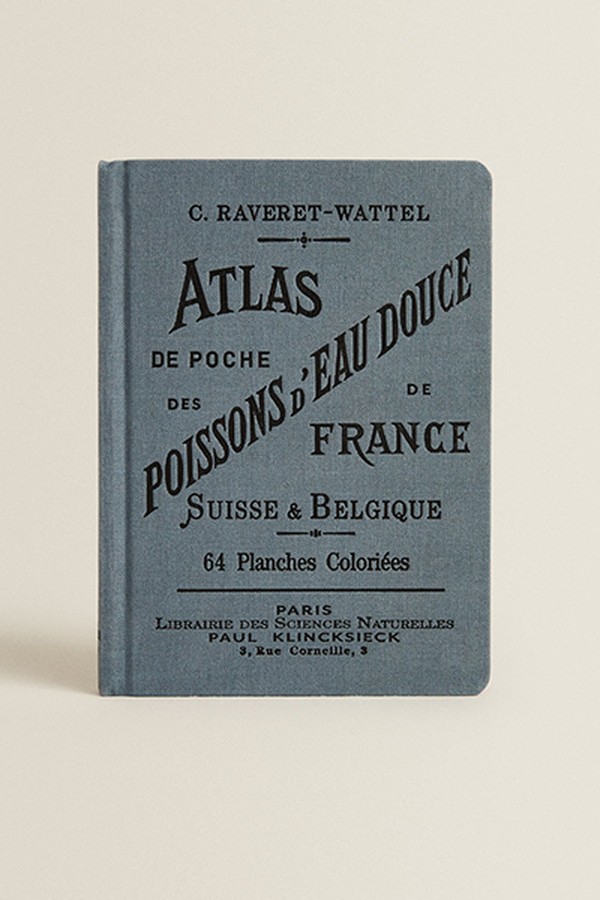 C. RAVERET-WATTEL
ATLAS
DE POCHE
DES
POISSONS D'EAU DOUCE
DE
FRANCE
SUISSE & BELGIQUE
64 Planches Coloriées
PARIS
LIBRAIRIE DES SCIENCES NATURELLES
PAUL KLINCKSIECK
3, Rue Corneille, 3